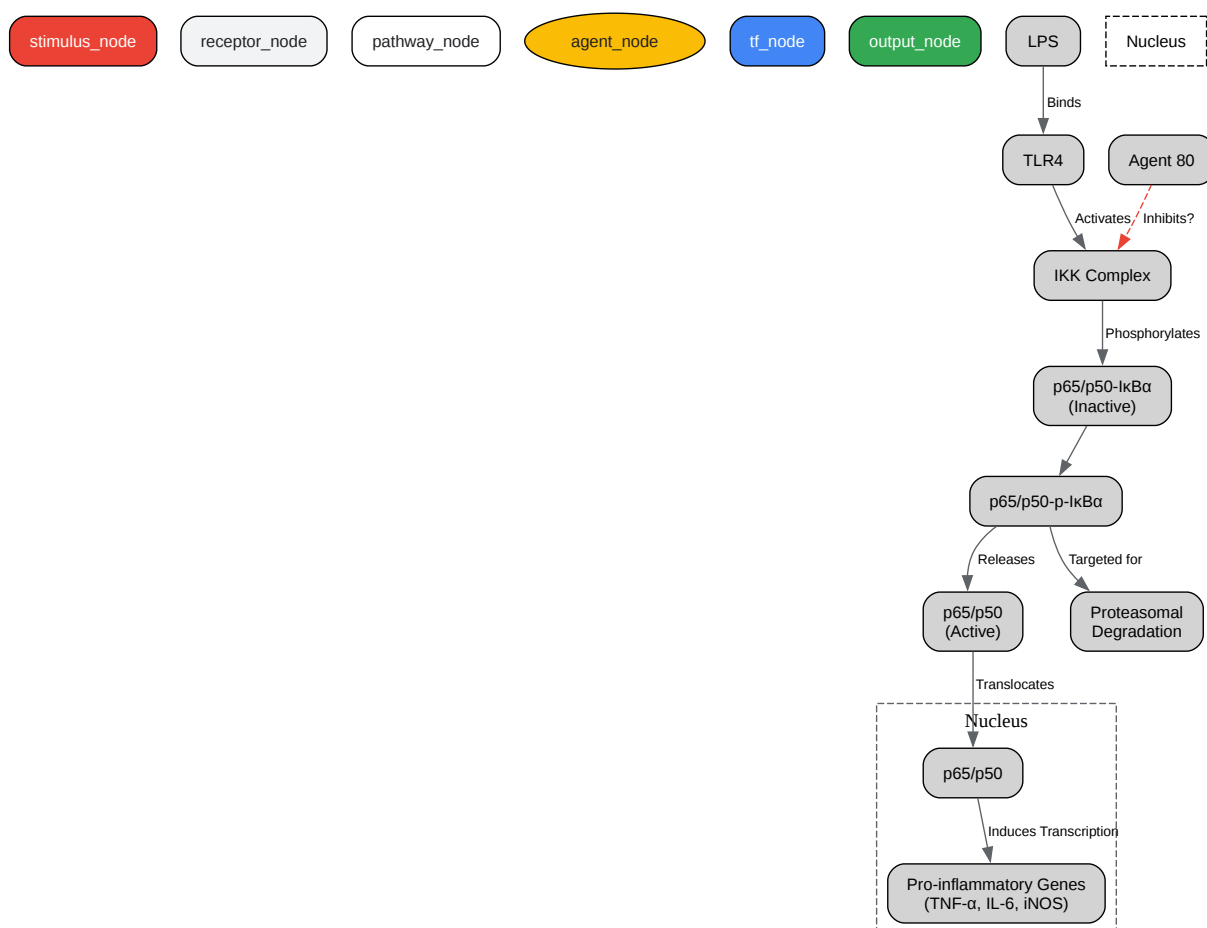 stimulus_node
receptor_node
pathway_node
agent_node
tf_node
output_node
LPS
Nucleus
Binds
TLR4
Agent 80
Activates
Inhibits?
IKK Complex
Phosphorylates
p65/p50-IκBα
(Inactive)
p65/p50-p-IκBα
Releases
Targeted for
p65/p50
(Active)
Proteasomal
Degradation
Translocates
Nucleus
p65/p50
Induces Transcription
Pro-inflammatory Genes
(TNF-α, IL-6, iNOS)